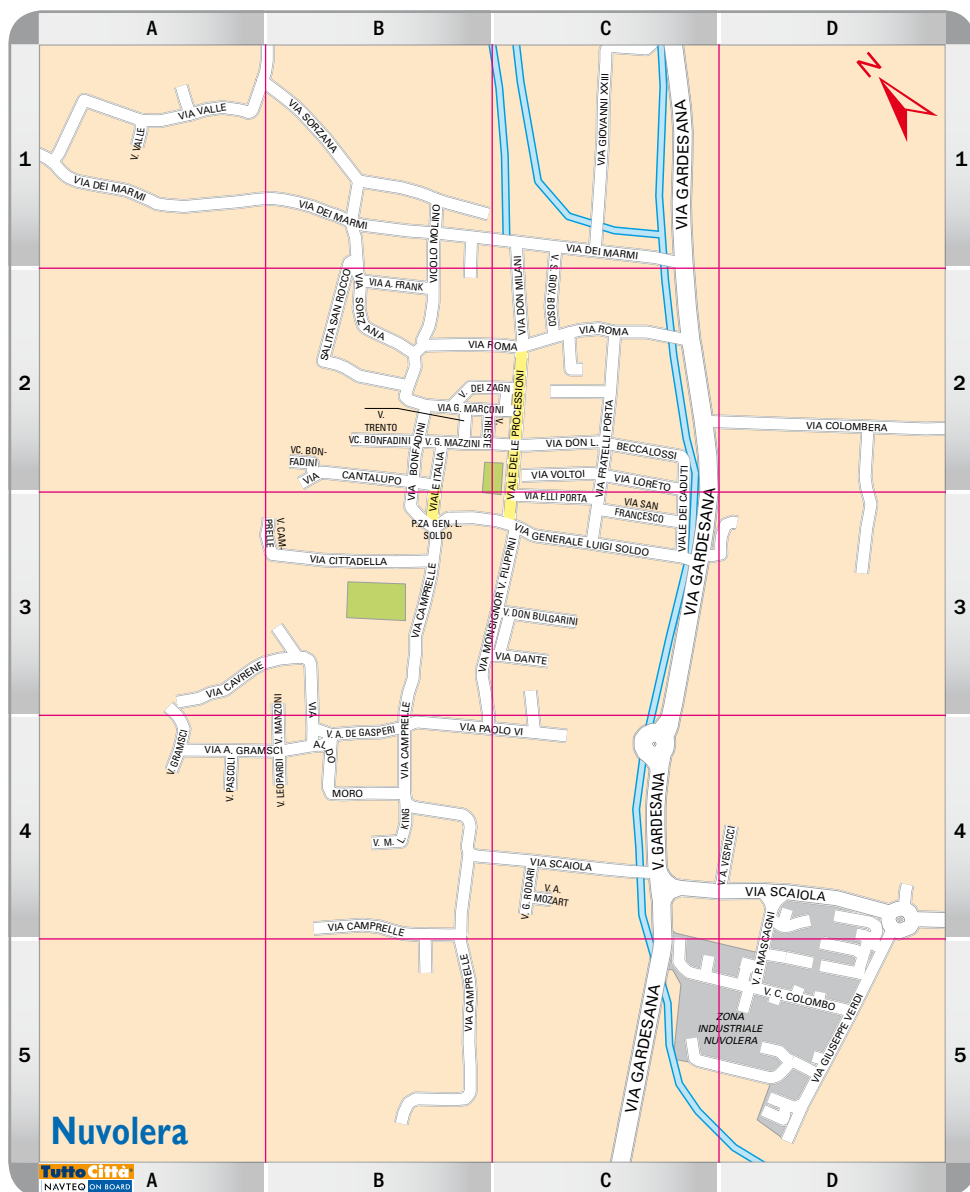 A B C D
1 1
2 2
3 3
4 4
5 5
N
VIA VALLE
V. VALLE
VIA SORZANA
VIA DEI MARMI
VIA DEI MARMI
VICOLO MOLINO
VIA GIOVANNI XXIII
VIA GARDESANA
VIA DEI MARMI
SALITA SAN ROCCO
VIA SORZANA
VIA A. FRANK
VIA DON MILANI
V. S. GIOV. BOSCO
VIA ROMA
VIA ROMA
V. DEI ZAGN
VIA G. MARCONI
V. TRIESTE
V.
TRENTO
VC. BONFADINI
V. G. MAZZINI
VIALE DELLE PROCESSIONI
VIA FRATELLI PORTA
VIA DON L. BECCALOSSI
VIA COLOMBERA
VC. BON-
FADINI
VIA CANTALUPO
VIA BONFADINI
VIALE ITALIA
VIA VOLTOI
VIA LORETO
VIALE DEI CADUTI
VIA F.LLI PORTA
VIA SAN
FRANCESCO
P.ZA GEN. L.
SOLDO
VIA GENERALE LUIGI SOLDO
VIA GARDESANA
V. CAM-
PRELLE
VIA CITTADELLA
VIA CAMPRELLE
VIA MONSIGNOR V. FILIPPINI
V. DON BULGARINI
VIA DANTE
VIA CAVRENE
V. GRAMSCI
VIA A. GRAMSCI
V. PASCOLI
V. MANZONI
V. LEOPARDI
VIA ALDO MORO
V. A. DE GASPERI
VIA CAMPRELLE
VIA PAOLO VI
V. M. L. KING
V. GARDESANA
VIA SCAIOLA
V. G. RODARI
V. A.
MOZART
V. A. VESPUCCI
VIA SCAIOLA
VIA CAMPRELLE
VIA CAMPRELLE
V. P. MASCAGNI
V. C. COLOMBO
VIA GIUSEPPE VERDI
ZONA
INDUSTRIALE
NUVOLERA
VIA GARDESANA
Nuvolera
TuttoCittà
NAVTEQ ON BOARD
A B C D